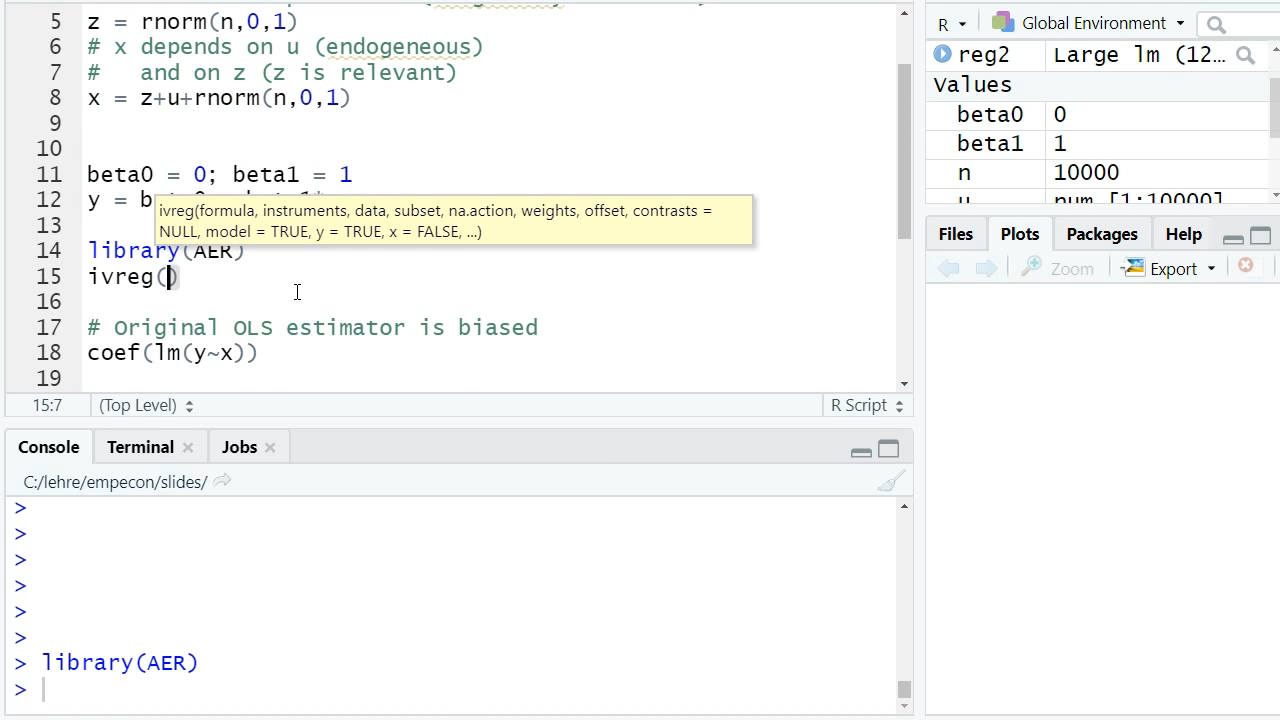 5 z = rnorm(n,0,1)
6 # x depends on u (endogeneous)
7 #   and on z (z is relevant)
8 x = z+u+rnorm(n,0,1)
9
10
11 beta0 = 0; beta1 = 1
12 y = b
ivreg(formula, instruments, data, subset, na.action, weights, offset, contrasts =
NULL, model = TRUE, y = TRUE, x = FALSE, ...)
13
14 library(AER)
15 ivreg()
16
17 # Original OLS estimator is biased
18 coef(lm(y~x))
19
15:7 (Top Level) R Script
Console Terminal Jobs
C:/lehre/empecon/slides/
>
>
>
>
>
>
> library(AER)
>
R Global Environment
reg2 Large lm (12...
Values
beta0 0
beta1 1
n 10000
u num [1:10000]
Files Plots Packages Help
Zoom Export